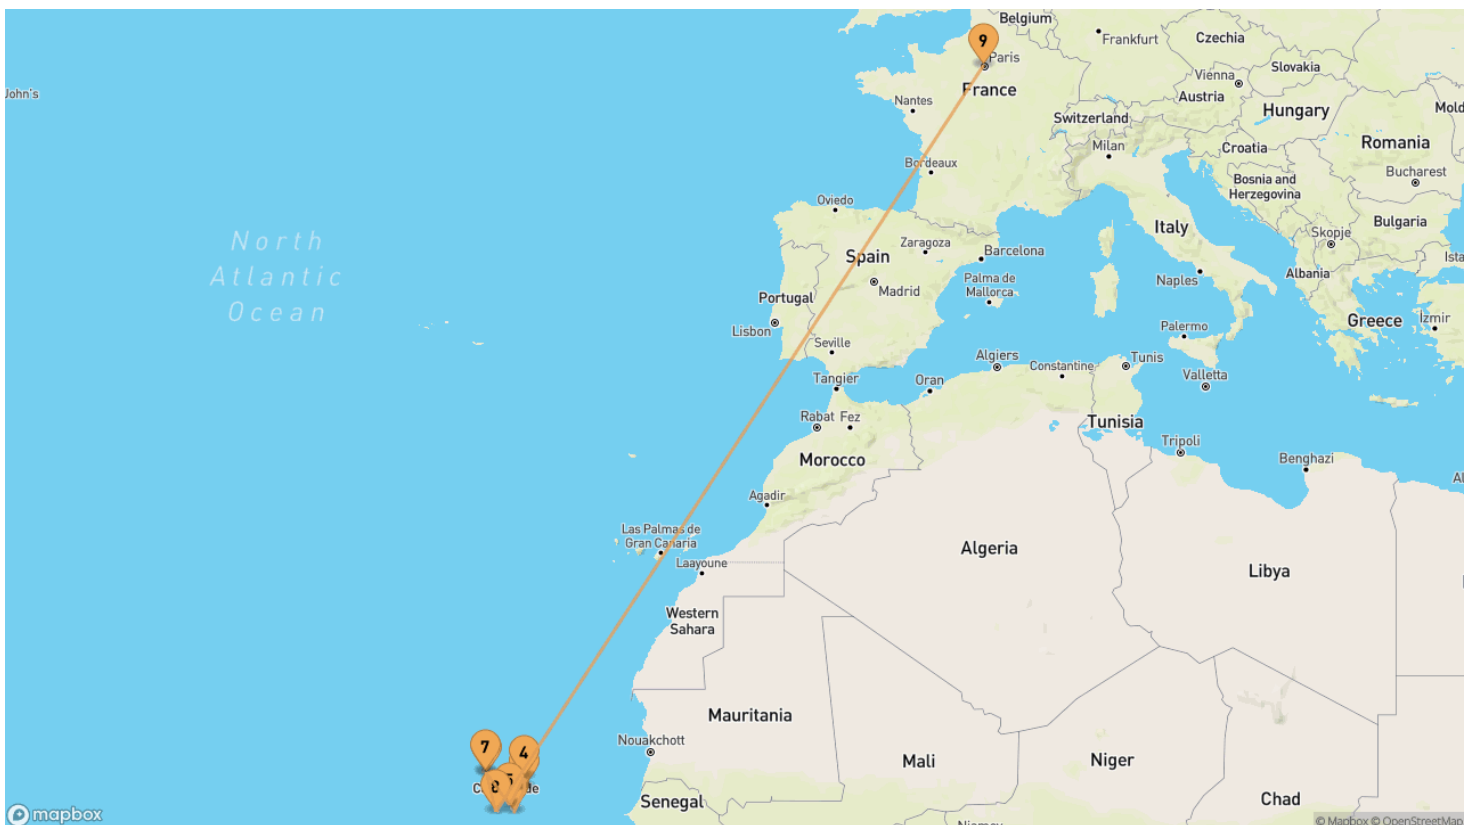 Belgium
9
Frankfurt
Czechia
Paris
Slovakia
Vienna
France
John's
Nantes
Austria
Hungary
Mold
Switzerland
Milan
Croatia
Romania
Bordeaux
Bosnia and
Herzegovina
Bucharest
Oviedo
Italy
Bulgaria
North
Atlantic
Ocean
Zaragoza
Barcelona
Skopje
Spain
Ista
Palma de
Mallorca
Naples
Albania
Madrid
Portugal
Lisbon
Greece
İzmir
Palermo
Seville
Algiers
Constantine
Tunis
Valletta
Tangier
Oran
Rabat
Fez
Tunisia
Tripoli
Morocco
Benghazi
Al
Agadir
Las Palmas de
Gran Canaria
Algeria
Laayoune
Libya
Western
Sahara
Mauritania
Nouakchott
7
4
Mali
Niger
5
C
de
Senegal
Chad
Niamey
mapbox
© Mapbox © OpenStreetMap